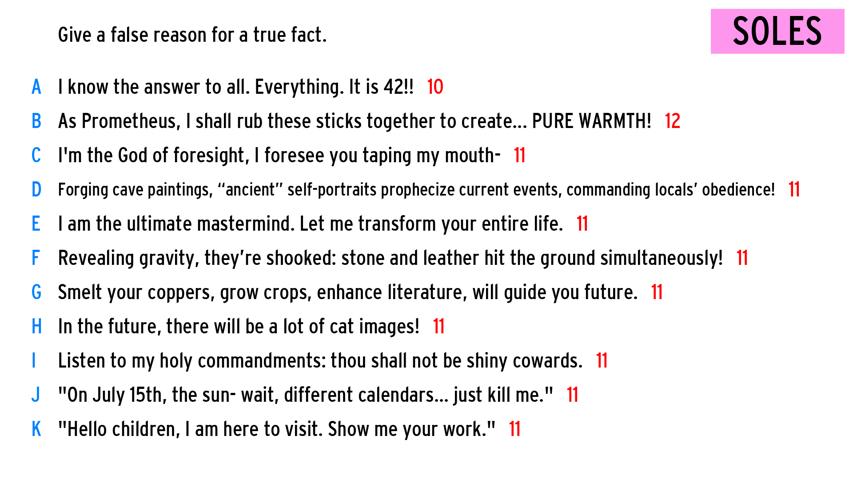 Give a false reason for a true fact.
SOLES
A I know the answer to all. Everything. It is 42!! 10
B As Prometheus, I shall rub these sticks together to create... PURE WARMTH! 12
C I'm the God of foresight, I foresee you taping my mouth- 11
D Forging cave paintings, “ancient” self-portraits prophecize current events, commanding locals’ obedience! 11
E I am the ultimate mastermind. Let me transform your entire life. 11
F Revealing gravity, they’re shooked: stone and leather hit the ground simultaneously! 11
G Smelt your coppers, grow crops, enhance literature, will guide you future. 11
H In the future, there will be a lot of cat images! 11
I Listen to my holy commandments: thou shall not be shiny cowards. 11
J "On July 15th, the sun- wait, different calendars... just kill me." 11
K "Hello children, I am here to visit. Show me your work." 11